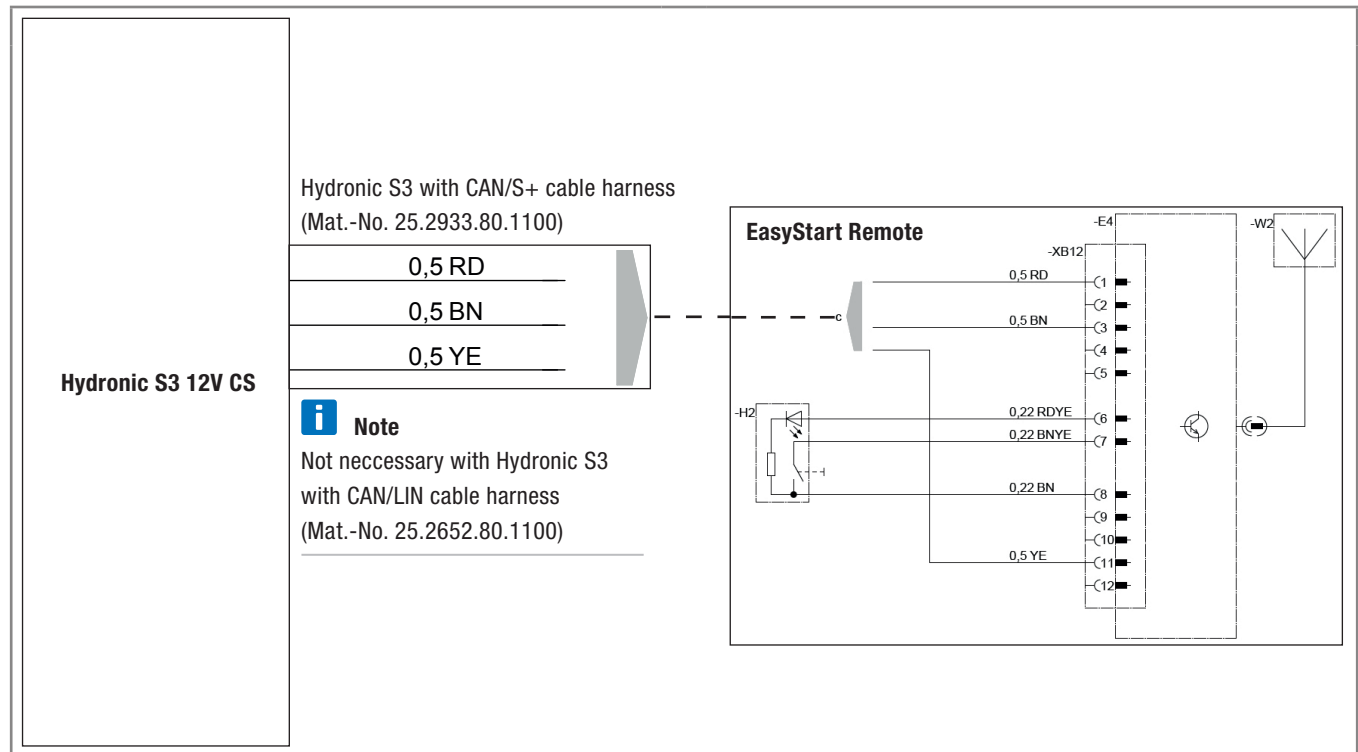 Hydronic S3 12V CS
Hydronic S3 with CAN/S+ cable harness
(Mat.-No. 25.2933.80.1100)
0,5 RD
0,5 BN
0,5 YE
i Note
Not neccessary with Hydronic S3
with CAN/LIN cable harness
(Mat.-No. 25.2652.80.1100)
EasyStart Remote
c
-H2
0,5 RD
0,5 BN
0,22 RDYE
0,22 BNYE
0,22 BN
0,5 YE
-XB12
1
2
3
4
5
6
7
8
9
10
11
12
-E4
-W2